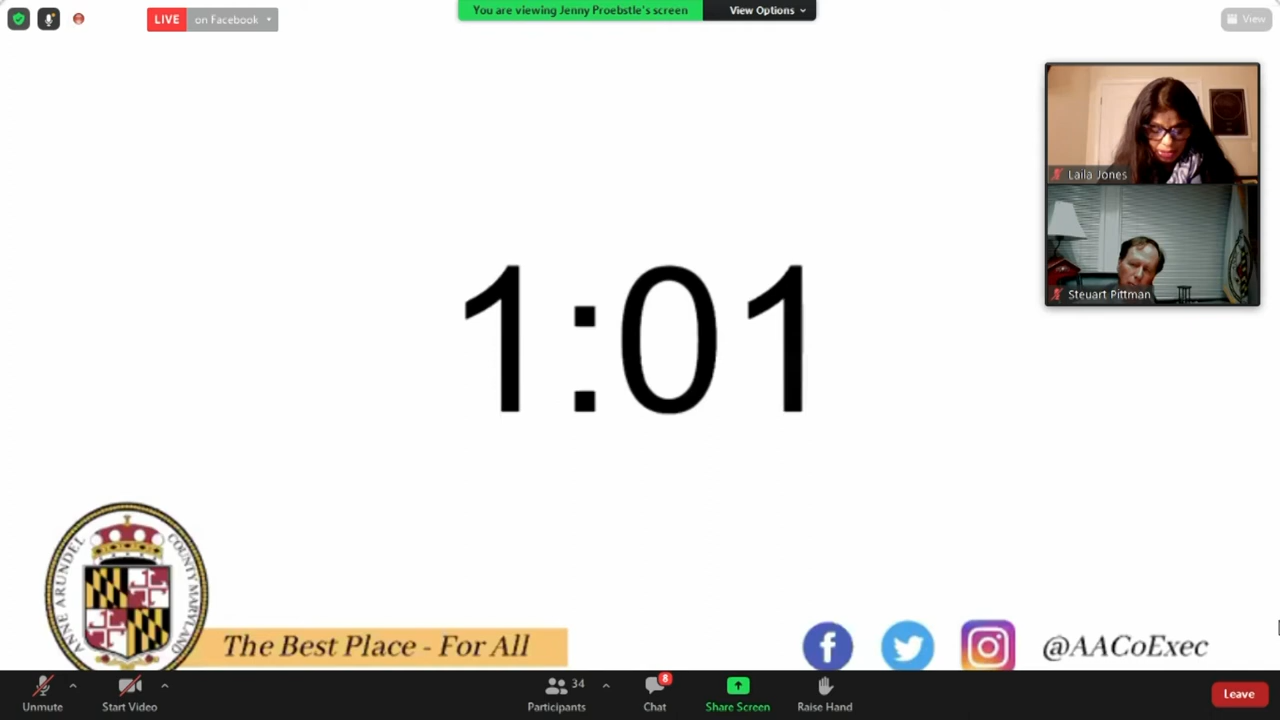 LIVE on Facebook
You are viewing Jenny Proebstle's screen
View Options
View
Laila Jones
Steuart Pittman
1:01
ANNE ARUNDEL COUNTY MARYLAND
The Best Place - For All
@AACoExec
Unmute
Start Video
34
Participants
8
Chat
Share Screen
Raise Hand
Leave